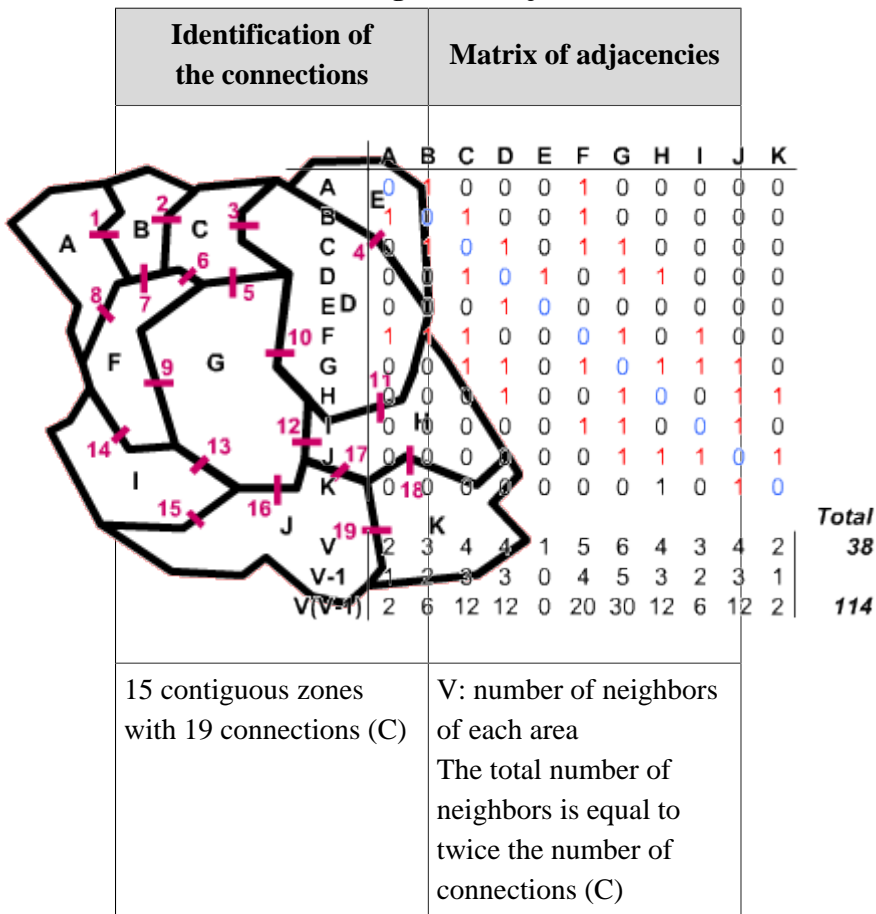 Identification of
the connections
Matrix of adjacencies
A B C D E F G H I J K
A 0 1 0 0 0 1 0 0 0 0 0
B 1 0 1 0 0 1 0 0 0 0 0
C 0 1 0 1 0 1 1 0 0 0 0
D 0 0 1 0 1 0 1 1 0 0 0
E 0 0 0 1 0 0 0 0 0 0 0
F 1 1 1 0 0 0 1 0 1 0 0
G 0 0 1 1 0 1 0 1 1 1 0
H 0 0 0 1 0 0 1 0 0 1 1
I 0 0 0 0 0 1 1 0 0 1 0
J 0 0 0 0 0 0 1 1 1 0 1
K 0 0 0 0 0 0 0 1 0 1 0
Total
V 2 3 4 4 1 5 6 4 3 4 2 38
V-1 1 2 3 3 0 4 5 3 2 3 1
V(V-1) 2 6 12 12 0 20 30 12 6 12 2 114
E
1 B 2 C 3
A
4
6
7 5
8
D
F 9 G 10
11
12 H
14 13 17
I
15 16 18
J 19 K
15 contiguous zones
with 19 connections (C)
V: number of neighbors
of each area
The total number of
neighbors is equal to
twice the number of
connections (C)